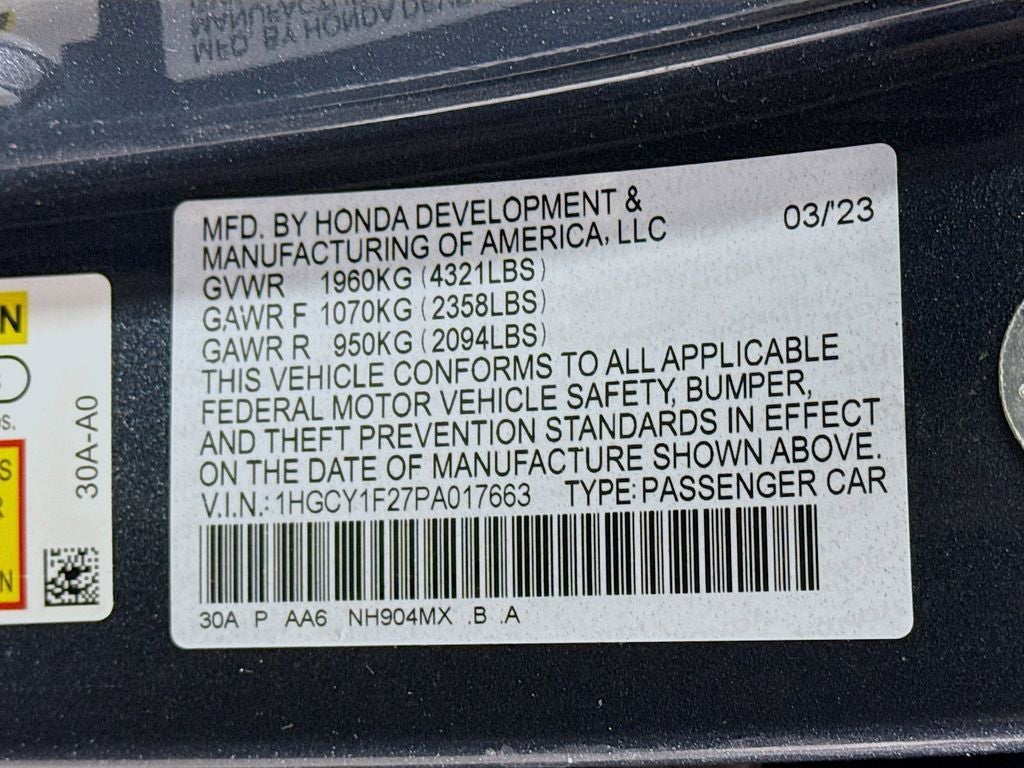 MFD. BY HONDA DEVELOPMENT &
MANUFACTURING OF AMERICA, LLC
03/'23
GVWR 1960KG (4321LBS)
GAWR F 1070KG (2358LBS)
GAWR R 950KG (2094LBS)
THIS VEHICLE CONFORMS TO ALL APPLICABLE
FEDERAL MOTOR VEHICLE SAFETY, BUMPER,
AND THEFT PREVENTION STANDARDS IN EFFECT
ON THE DATE OF MANUFACTURE SHOWN ABOVE.
V.I.N.: 1HGCY1F27PA017663 TYPE: PASSENGER CAR
30A P AA6 NH904MX .B .A
30A-A0